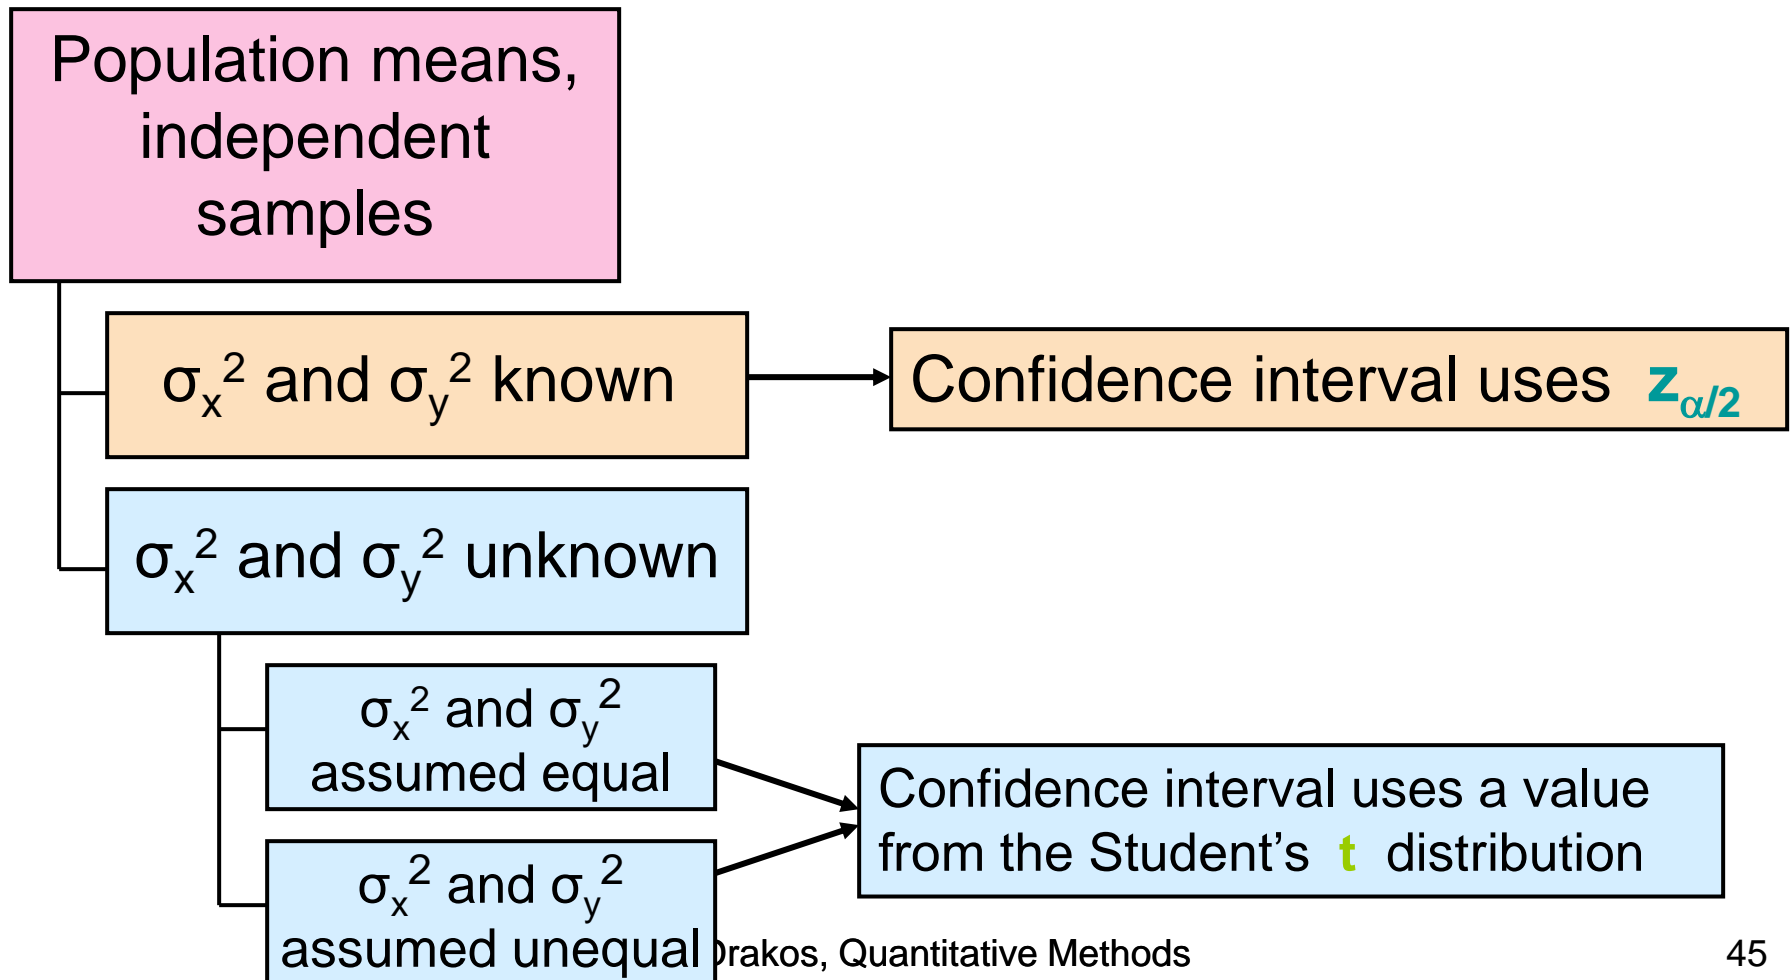 Population means,
independent
samples
σx² and σy² known
Confidence interval uses zα/2
σx² and σy² unknown
σx² and σy²
assumed equal
Confidence interval uses a value
from the Student’s t distribution
σx² and σy²
assumed unequal
Drakos, Quantitative Methods
45